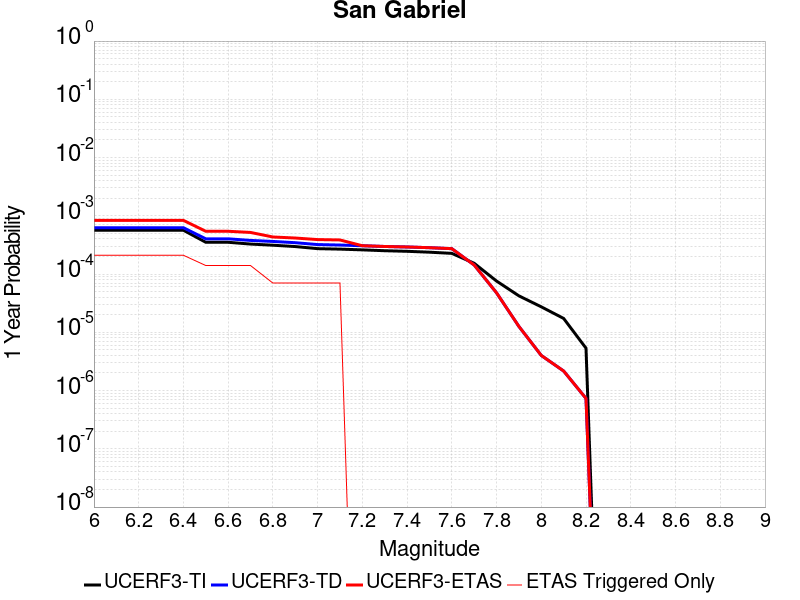 San Gabriel
10^0
10^-1
10^-2
10^-3
10^-4
10^-5
10^-6
10^-7
10^-8
1 Year Probability
6 6.2 6.4 6.6 6.8 7 7.2 7.4 7.6 7.8 8 8.2 8.4 8.6 8.8 9
Magnitude
UCERF3-TI UCERF3-TD UCERF3-ETAS ETAS Triggered Only